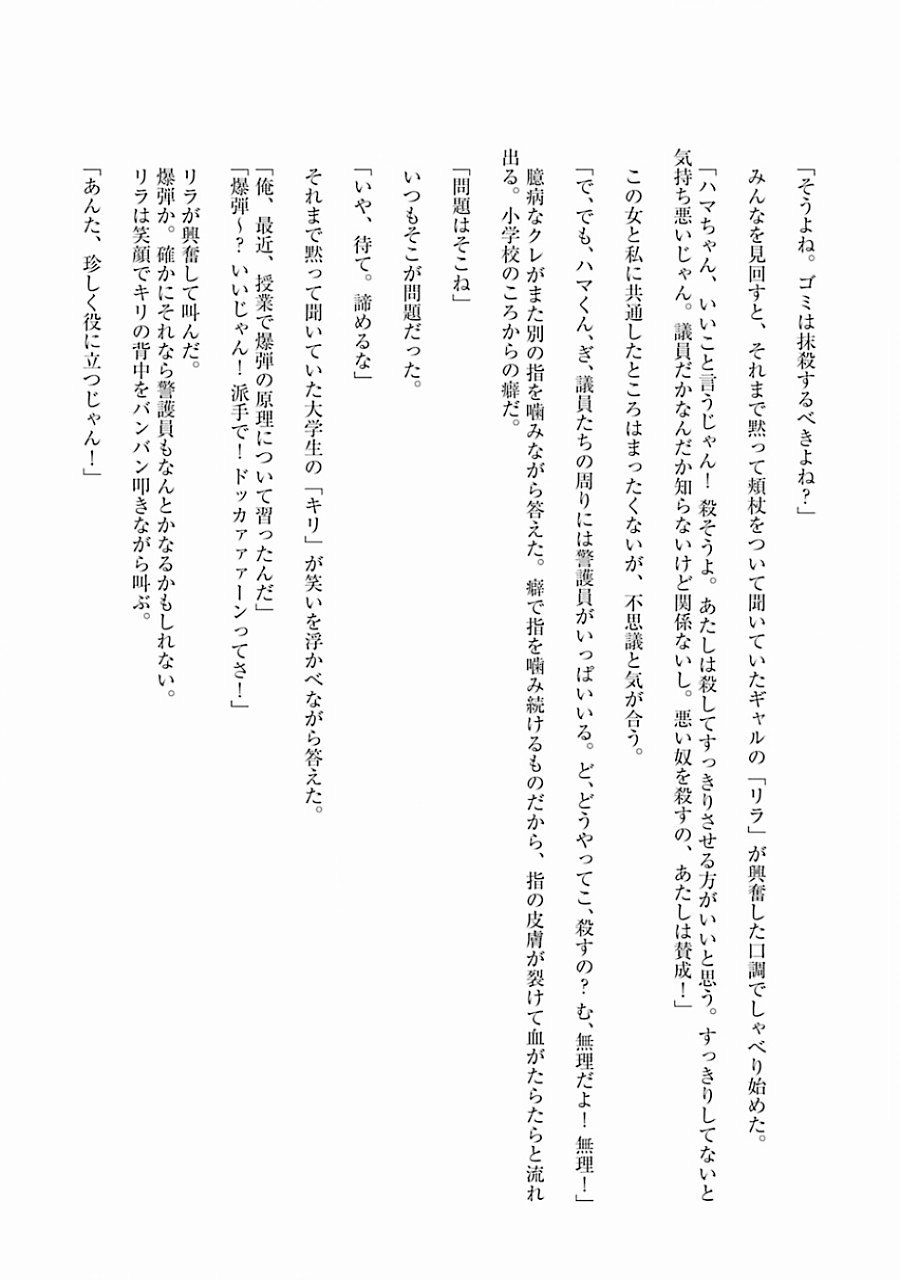 「そうよね。ゴミは抹殺するべきよね？」
みんなを見回すと、それまで黙って頬杖をついて聞いていたギャルの「リラ」が興奮した口調でしゃべり始めた。
「ハマちゃん、いいこと言うじゃん！ 殺そうよ。あたしは殺してすっきりさせる方がいいと思う。すっきりしてないと
気持ち悪いじゃん。議員だかなんだか知らないけど関係ないし。悪い奴を殺すの、あたしは賛成！」
この女と私に共通したところはまったくないが、不思議と気が合う。
「で、でも、ハマくん、ぎ、議員たちの周りには警護員がいっぱいいる。ど、どうやってこ、殺すの？ む、無理だよ！ 無理！」
臆病なクレがまた別の指を噛みながら答えた。癖で指を噛み続けるものだから、指の皮膚が裂けて血がたらたらと流れ
出る。小学校のころからの癖だ。
「問題はそこね」
いつもそこが問題だった。
「いや、待て。諦めるな」
それまで黙って聞いていた大学生の「キリ」が笑いを浮かべながら答えた。
「俺、最近、授業で爆弾の原理について習ったんだ」
「爆弾～？ いいじゃん！ 派手で！ ドッカァァァーンってさ！」
リラが興奮して叫んだ。
爆弾か。確かにそれなら警護員もなんとかなるかもしれない。
リラは笑顔でキリの背中をバンバン叩きながら叫ぶ。
「あんた、珍しく役に立つじゃん！」